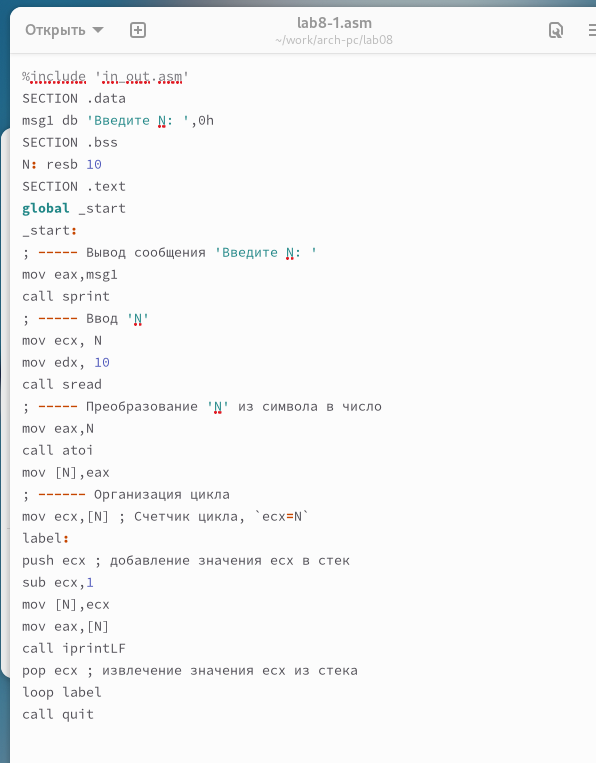 Открыть
lab8-1.asm
~/work/arch-pc/lab08
%include 'in_out.asm'
SECTION .data
msg1 db 'Введите N: ',0h
SECTION .bss
N: resb 10
SECTION .text
global _start
_start:
; ----- Вывод сообщения 'Введите N: '
mov eax,msg1
call sprint
; ----- Ввод 'N'
mov ecx, N
mov edx, 10
call sread
; ----- Преобразование 'N' из символа в число
mov eax,N
call atoi
mov [N],eax
; ------ Организация цикла
mov ecx,[N] ; Счетчик цикла, `ecx=N`
label:
push ecx ; добавление значения ecx в стек
sub ecx,1
mov [N],ecx
mov eax,[N]
call iprintLF
pop ecx ; извлечение значения ecx из стека
loop label
call quit